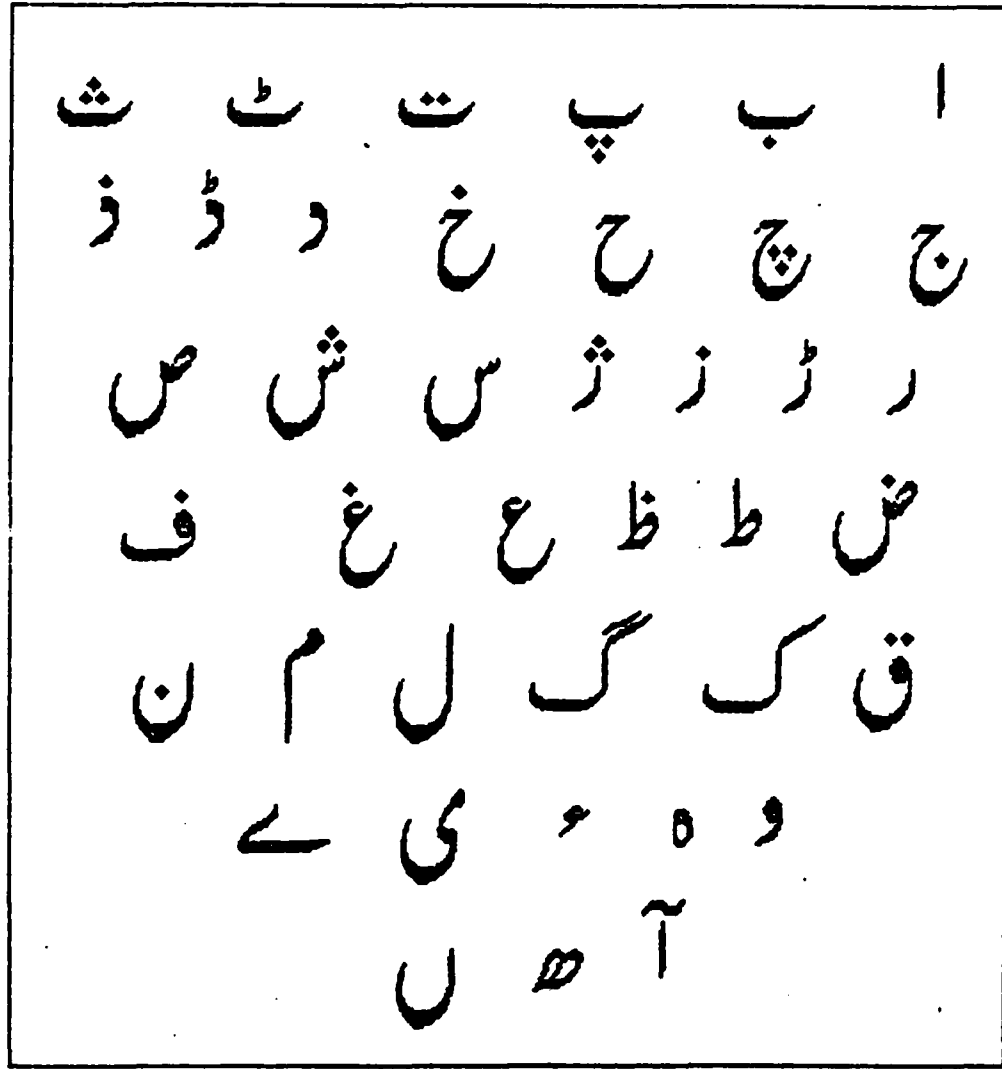 ا ب پ ت ٹ ث
ج چ ح خ د ڈ ذ
ر ڑ ز ژ س ش ص
ض ط ظ ع غ ف
ق ک گ ل م ن
و ہ ء ی ے
آ ھ ں